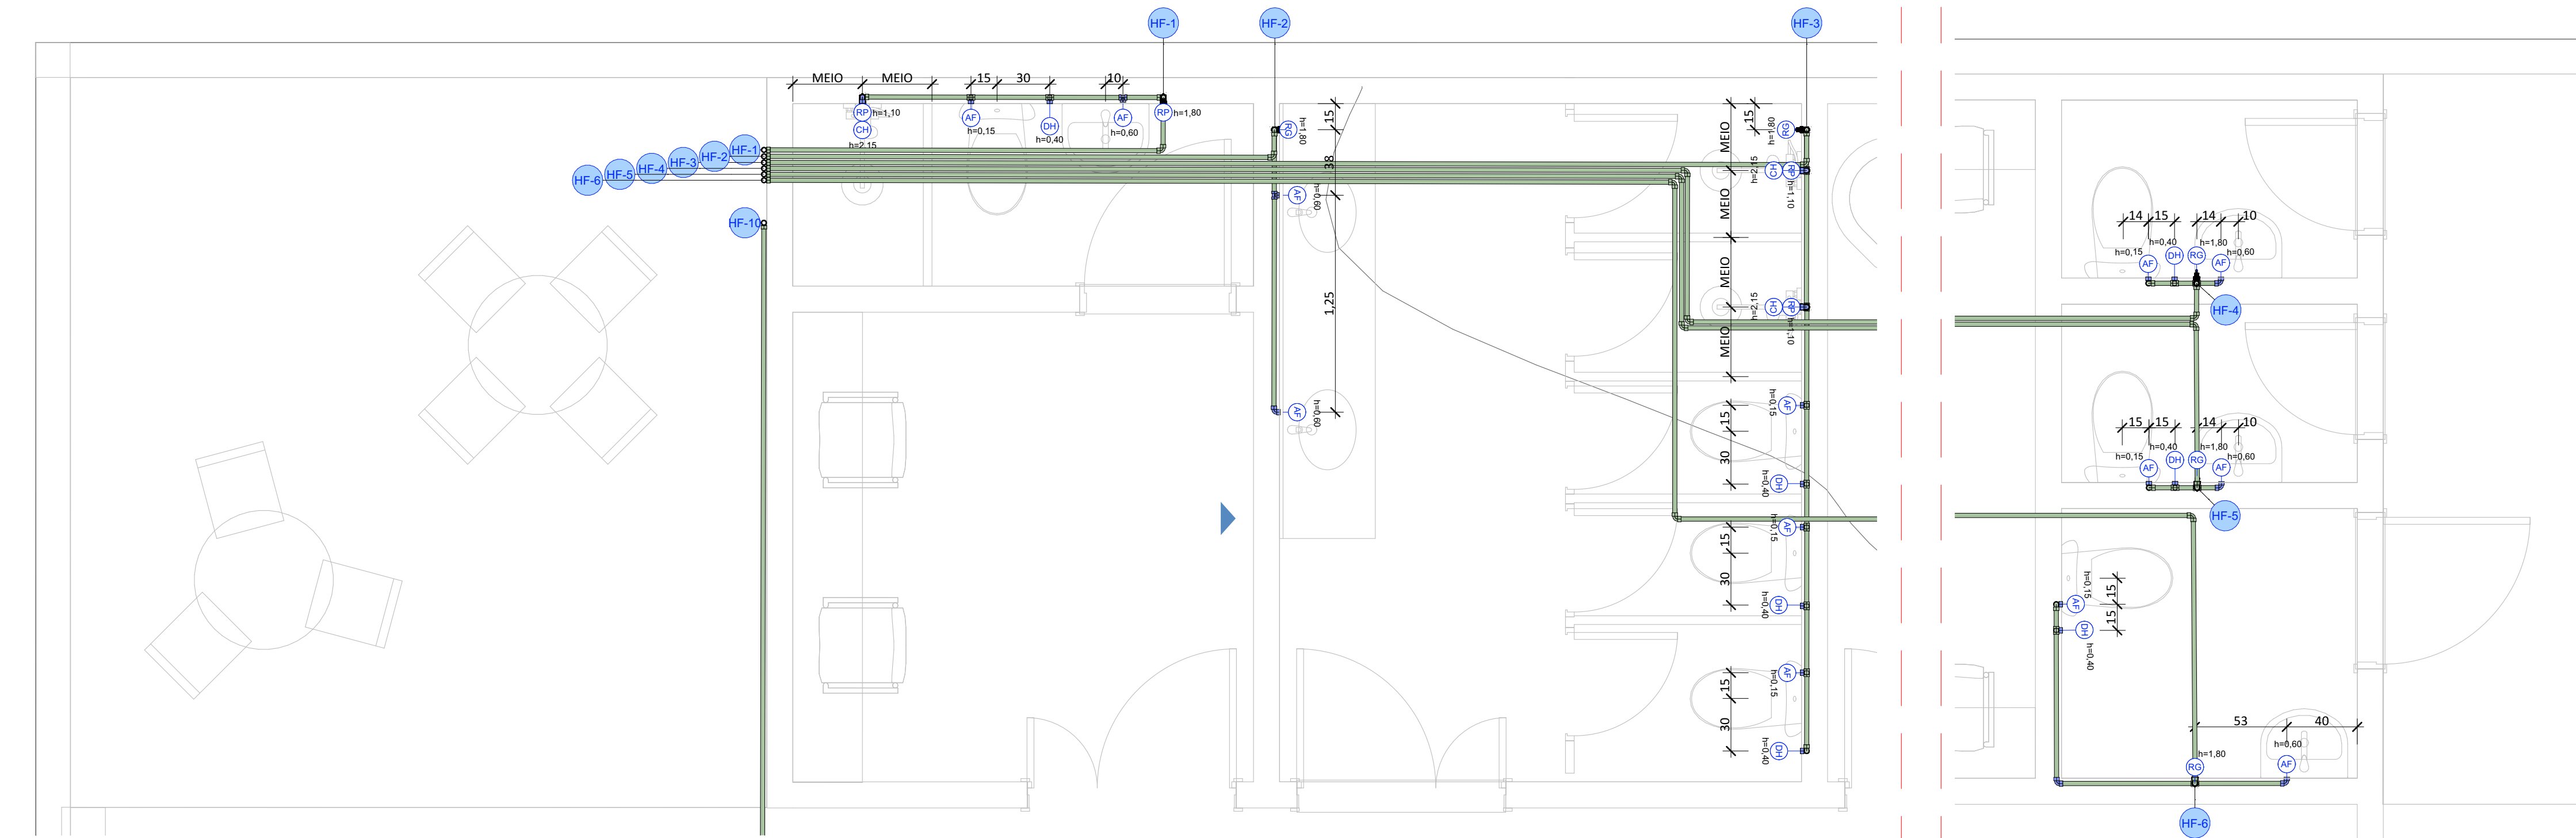 HF-1
HF-2
HF-3
MEIO
MEIO
15
30
10
RP
h=1,10
CH
h=2,15
AF
h=0,15
DH
h=0,40
AF
h=0,60
RP
h=1,80
HF-1
HF-2
HF-3
HF-4
HF-5
HF-6
HF-10
RG
h=1,80
15
38
AF
h=0,60
1,25
AF
h=0,60
MEIO
15
h=1,80
RG
h=2,15
CH
RP
h=1,10
MEIO
MEIO
h=2,15
CH
RP
h=1,10
MEIO
AF
h=0,15
15
30
DH
h=0,40
AF
h=0,15
15
30
DH
h=0,40
AF
h=0,15
15
30
DH
h=0,40
14
15
14
10
h=0,40
h=1,80
h=0,15
h=0,60
AF
DH
RG
AF
HF-4
15
15
14
10
h=0,40
h=1,80
h=0,15
h=0,60
AF
DH
RG
AF
HF-5
h=0,15
AF
15
15
DH
h=0,40
53
40
h=0,60
h=1,80
RG
AF
HF-6